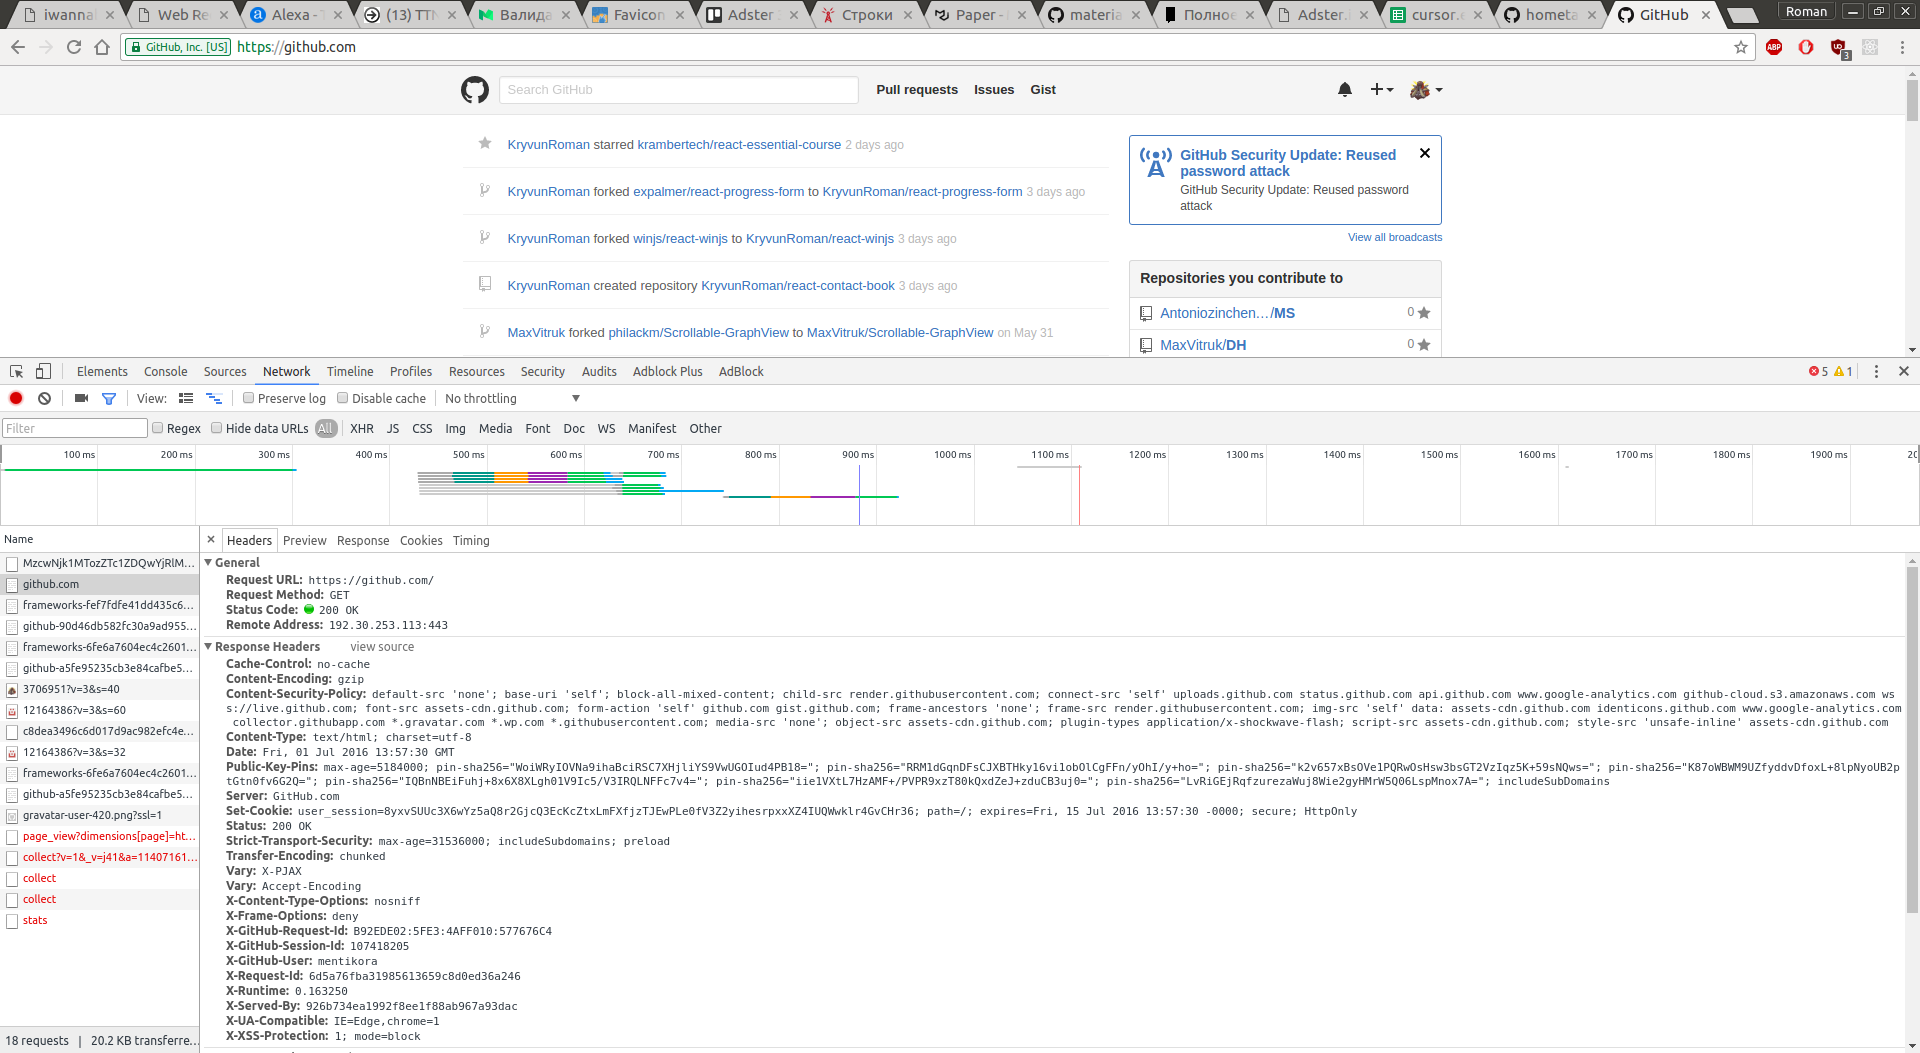 iwannal
Web Re
Alexa - T
(13) TTN
Валида
Favicon
Adster
Строки
Paper -
materia
Полное
Adster.
cursor.e
hometa
GitHub
Roman
GitHub, Inc. [US]
https://github.com
ABP
3
Search GitHub
Pull requests
Issues
Gist
KryvunRoman starred krambertech/react-essential-course 2 days ago
KryvunRoman forked expalmer/react-progress-form to KryvunRoman/react-progress-form 3 days ago
KryvunRoman forked winjs/react-winjs to KryvunRoman/react-winjs 3 days ago
KryvunRoman created repository KryvunRoman/react-contact-book 3 days ago
MaxVitruk forked philackm/Scrollable-GraphView to MaxVitruk/Scrollable-GraphView on May 31
GitHub Security Update: Reused
password attack
GitHub Security Update: Reused password
attack
View all broadcasts
Repositories you contribute to
Antoniozinchen…/MS 0
MaxVitruk/DH 0
Elements Console Sources Network Timeline Profiles Resources Security Audits Adblock Plus AdBlock 5 1
View: Preserve log Disable cache No throttling
Filter Regex Hide data URLs All XHR JS CSS Img Media Font Doc WS Manifest Other
100 ms 200 ms 300 ms 400 ms 500 ms 600 ms 700 ms 800 ms 900 ms 1000 ms 1100 ms 1200 ms 1300 ms 1400 ms 1500 ms 1600 ms 1700 ms 1800 ms 1900 ms 20
Name
MzcwNjk1MTozZTc1ZDQwYjRlM...
github.com
frameworks-fef7fdfe41dd435c6...
github-90d46db582fc30a9ad955...
frameworks-6fe6a7604ec4c2601...
github-a5fe95235cb3e84cafbe5...
3706951?v=3&s=40
12164386?v=3&s=60
c8dea3496c6d017d9ac982efc4e...
12164386?v=3&s=32
frameworks-6fe6a7604ec4c2601...
github-a5fe95235cb3e84cafbe5...
gravatar-user-420.png?ssl=1
page_view?dimensions[page]=ht...
collect?v=1&_v=j41&a=11407161...
collect
collect
stats
18 requests | 20.2 KB transferre...
× Headers Preview Response Cookies Timing
General
Request URL: https://github.com/
Request Method: GET
Status Code: 200 OK
Remote Address: 192.30.253.113:443
Response Headers view source
Cache-Control: no-cache
Content-Encoding: gzip
Content-Security-Policy: default-src 'none'; base-uri 'self'; block-all-mixed-content; child-src render.githubusercontent.com; connect-src 'self' uploads.github.com status.github.com api.github.com www.google-analytics.com github-cloud.s3.amazonaws.com ws
s://live.github.com; font-src assets-cdn.github.com; form-action 'self' github.com gist.github.com; frame-ancestors 'none'; frame-src render.githubusercontent.com; img-src 'self' data: assets-cdn.github.com identicons.github.com www.google-analytics.com
collector.githubapp.com *.gravatar.com *.wp.com *.githubusercontent.com; media-src 'none'; object-src assets-cdn.github.com; plugin-types application/x-shockwave-flash; script-src assets-cdn.github.com; style-src 'unsafe-inline' assets-cdn.github.com
Content-Type: text/html; charset=utf-8
Date: Fri, 01 Jul 2016 13:57:30 GMT
Public-Key-Pins: max-age=5184000; pin-sha256="WoiWRyIOVNa9ihaBciRSC7XHjliYS9VwUGOIud4PB18="; pin-sha256="RRM1dGqnDFsCJXBTHky16vi1obOlCgFFn/yOhI/y+ho="; pin-sha256="k2v657xBsOVe1PQRwOsHsw3bsGT2VzIqz5K+59sNQws="; pin-sha256="K87oWBWM9UZfyddvDfoxL+8lpNyoUB2p
tGtn0fv6G2Q="; pin-sha256="IQBnNBEiFuhj+8x6X8XLgh01V9Ic5/V3IRQLNFFc7v4="; pin-sha256="iie1VXtL7HzAMF+/PVPR9xzT80kQxdZeJ+zduCB3uj0="; pin-sha256="LvRiGEjRqfzurezaWuj8Wie2gyHMrW5Q06LspMnox7A="; includeSubDomains
Server: GitHub.com
Set-Cookie: user_session=8yxvSUUc3X6wYz5aQ8r2GjcQ3EcKcZtxLmFXfjzTJEwPLe0fV3Z2yihesrpxxXZ4IUQWwklr4GvCHr36; path=/; expires=Fri, 15 Jul 2016 13:57:30 -0000; secure; HttpOnly
Status: 200 OK
Strict-Transport-Security: max-age=31536000; includeSubdomains; preload
Transfer-Encoding: chunked
Vary: X-PJAX
Vary: Accept-Encoding
X-Content-Type-Options: nosniff
X-Frame-Options: deny
X-GitHub-Request-Id: B92EDE02:5FE3:4AFF010:577676C4
X-GitHub-Session-Id: 107418205
X-GitHub-User: mentikora
X-Request-Id: 6d5a76fba31985613659c8d0ed36a246
X-Runtime: 0.163250
X-Served-By: 926b734ea1992f8ee1f88ab967a93dac
X-UA-Compatible: IE=Edge,chrome=1
X-XSS-Protection: 1; mode=block